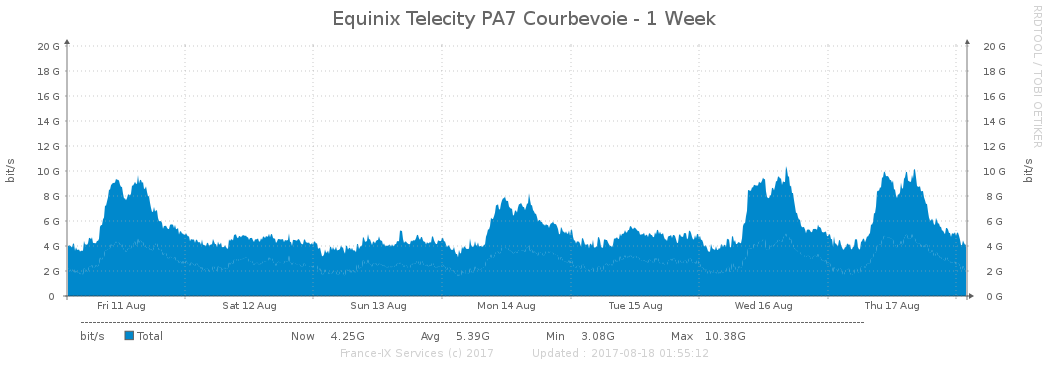 Equinix Telecity PA7 Courbevoie - 1 Week
RRDTOOL / TOBI OETIKER
bit/s
20 G 20 G
18 G 18 G
16 G 16 G
14 G 14 G
12 G 12 G
10 G 10 G
8 G 8 G
6 G 6 G
4 G 4 G
2 G 2 G
0 0 G
bit/s
Fri 11 Aug Sat 12 Aug Sun 13 Aug Mon 14 Aug Tue 15 Aug Wed 16 Aug Thu 17 Aug
bit/s Total Now 4.25G Avg 5.39G Min 3.08G Max 10.38G
France-IX Services (c) 2017 Updated : 2017-08-18 01:55:12